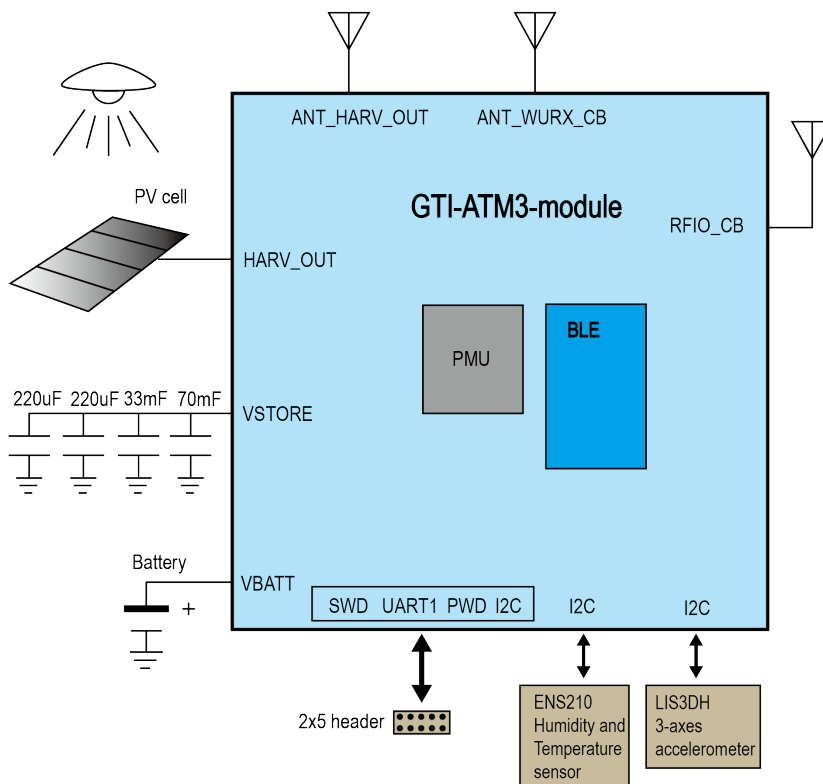 ANT_HARV_OUT ANT_WURX_CB
PV cell
GTI-ATM3-module
RFIO_CB
HARV_OUT
BLE
PMU
220uF 220uF 33mF 70mF
VSTORE
Battery
VBATT
+
SWD UART1 PWD I2C
I2C
I2C
2x5 header
ENS210
Humidity and
Temperature
sensor
LIS3DH
3-axes
accelerometer